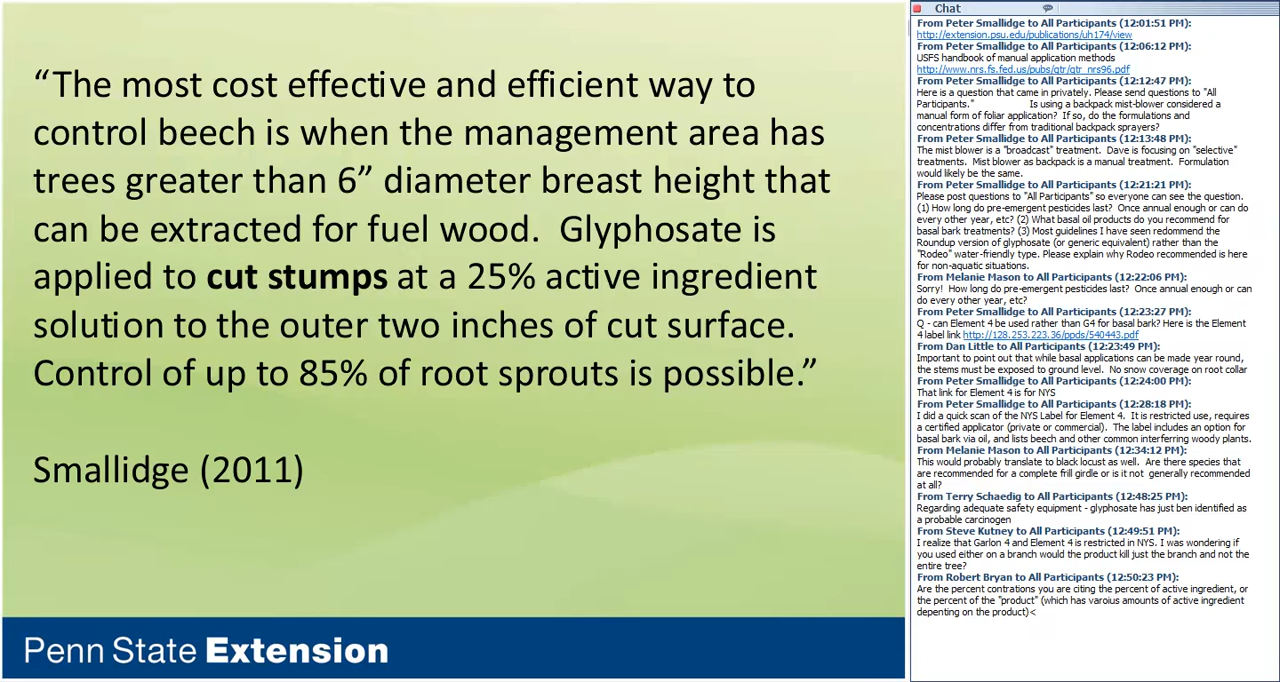 “The most cost effective and efficient way to
control beech is when the management area has
trees greater than 6” diameter breast height that
can be extracted for fuel wood.  Glyphosate is
applied to cut stumps at a 25% active ingredient
solution to the outer two inches of cut surface.
Control of up to 85% of root sprouts is possible.”
Smallidge (2011)
Penn State Extension
Chat
From Peter Smallidge to All Participants (12:01:51 PM):
http://extension.psu.edu/publications/uh174/view
From Peter Smallidge to All Participants (12:06:12 PM):
USFS handbook of manual application methods
http://www.nrs.fs.fed.us/pubs/gtr/gtr_nrs96.pdf
From Peter Smallidge to All Participants (12:12:47 PM):
Here is a question that came in privately. Please send questions to "All
Participants." Is using a backpack mist-blower considered a
manual form of foliar application? If so, do the formulations and
concentrations differ from traditional backpack sprayers?
From Peter Smallidge to All Participants (12:13:48 PM):
The mist blower is a "broadcast" treatment. Dave is focusing on "selective"
treatments. Mist blower as backpack is a manual treatment. Formulation
would likely be the same.
From Peter Smallidge to All Participants (12:21:21 PM):
Please post questions to "All Participants" so everyone can see the question.
(1) How long do pre-emergent pesticides last? Once annual enough or can do
every other year, etc? (2) What basal oil products do you recommend for
basal bark treatments? (3) Most guidelines I have seen redommend the
Roundup version of glyphosate (or generic equivalent) rather than the
"Rodeo" water-friendly type. Please explain why Rodeo recommended is here
for non-aquatic situations.
From Melanie Mason to All Participants (12:22:06 PM):
Sorry! How long do pre-emergent pesticides last? Once annual enough or can
do every other year, etc?
From Peter Smallidge to All Participants (12:23:27 PM):
Q - can Element 4 be used rather than G4 for basal bark? Here is the Element
4 label link http://128.253.223.36/ppds/540443.pdf
From Dan Little to All Participants (12:23:49 PM):
Important to point out that while basal applications can be made year round,
the stems must be exposed to ground level. No snow coverage on root collar
From Peter Smallidge to All Participants (12:24:00 PM):
That link for Element 4 is for NYS
From Peter Smallidge to All Participants (12:28:18 PM):
I did a quick scan of the NYS Label for Element 4. It is restricted use, requires
a certified applicator (private or commercial). The label includes an option for
basal bark via oil, and lists beech and other common interferring woody plants.
From Melanie Mason to All Participants (12:34:12 PM):
This would probably translate to black locust as well. Are there species that
are recommended for a complete frill girdle or is it not generally recommended
at all?
From Terry Schaedig to All Participants (12:48:25 PM):
Regarding adequate safety equipment - glyphosate has just ben identified as
a probable carcinogen
From Steve Kutney to All Participants (12:49:51 PM):
I realize that Garlon 4 and Element 4 is restricted in NYS. I was wondering if
you used either on a branch would the product kill just the branch and not the
entire tree?
From Robert Bryan to All Participants (12:50:23 PM):
Are the percent contrations you are citing the percent of active ingredient, or
the percent of the "product" (which has varoius amounts of active ingredient
depenting on the product)<